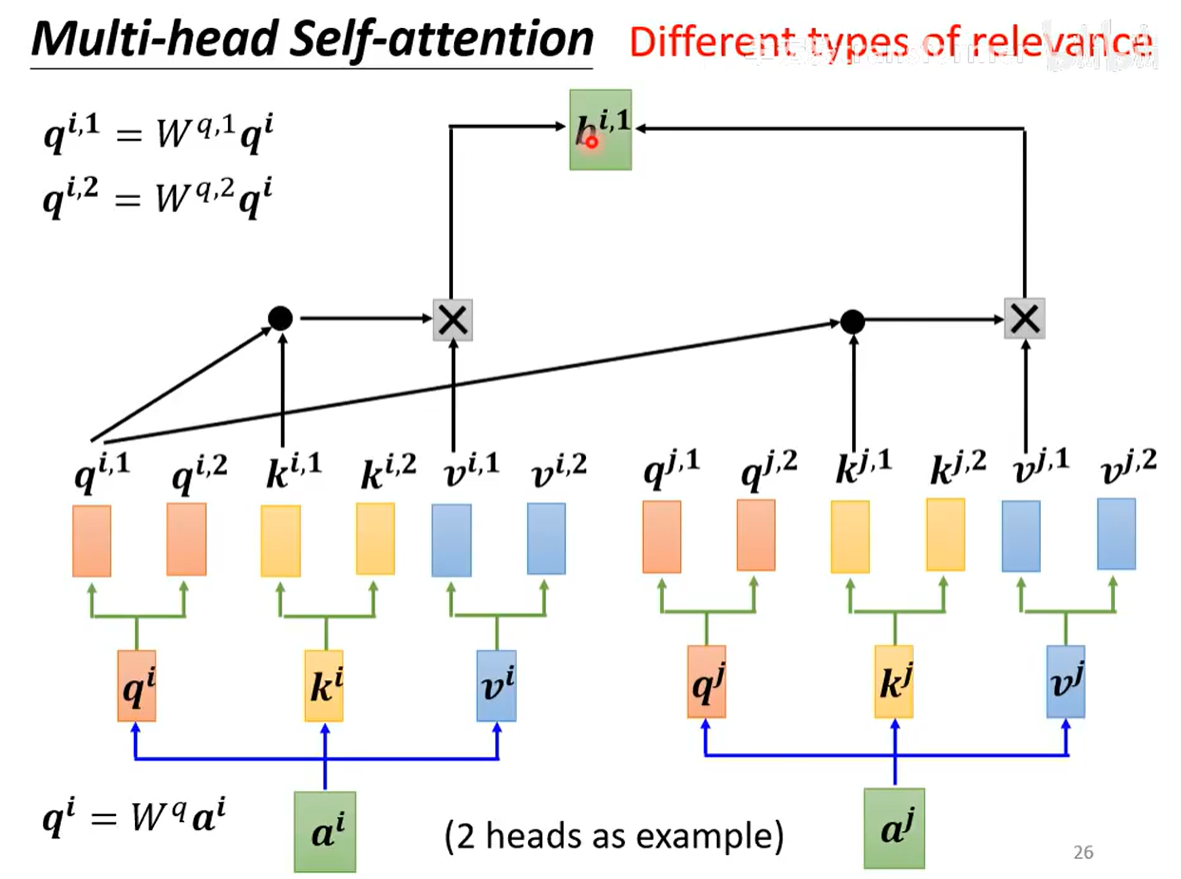 Multi-head Self-attention Different types of relevance
q^{i,1} = W^{q,1}q^i
q^{i,2} = W^{q,2}q^i
b^{i,1}
q^{i,1} q^{i,2} k^{i,1} k^{i,2} v^{i,1} v^{i,2} q^{j,1} q^{j,2} k^{j,1} k^{j,2} v^{j,1} v^{j,2}
q^i k^i v^i q^j k^j v^j
q^i = W^q a^i
a^i (2 heads as example) a^j
26